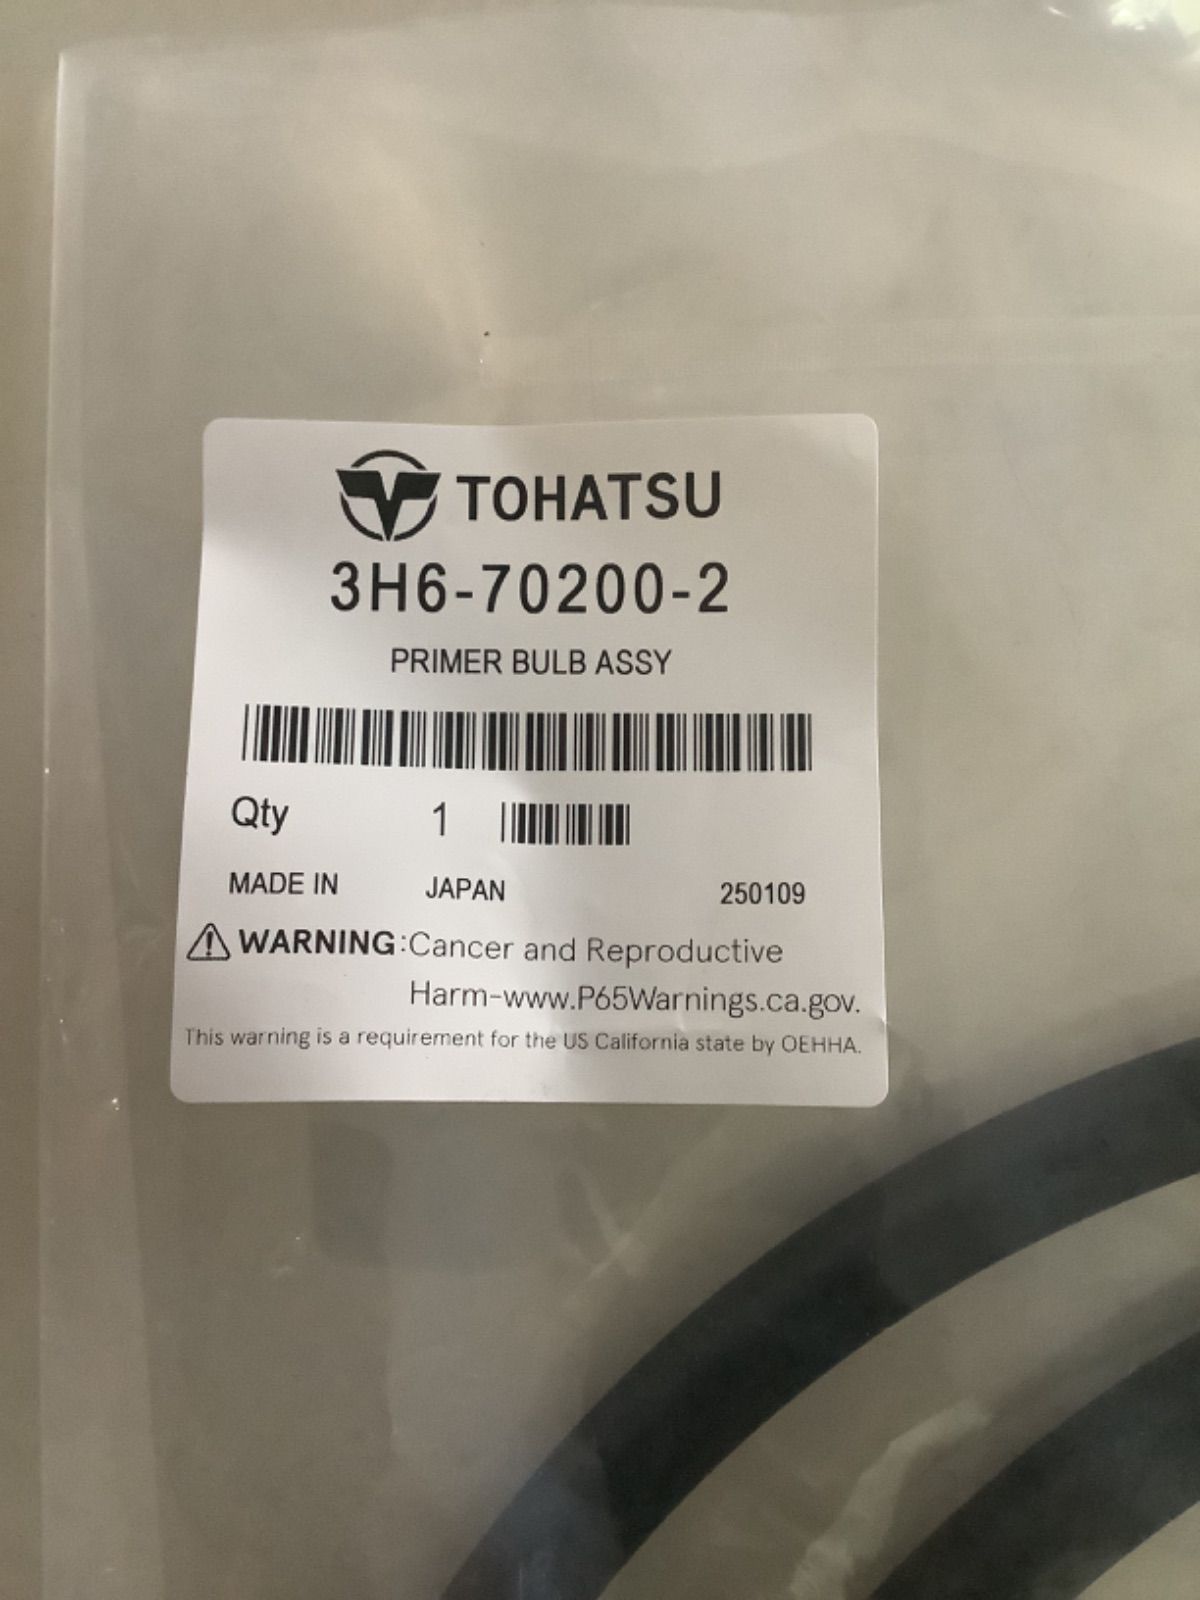 TOHATSU
3H6-70200-2
PRIMER BULB ASSY
Qty 1
MADE IN JAPAN 250109
WARNING:Cancer and Reproductive
Harm-www.P65Warnings.ca.gov.
This warning is a requirement for the US California state by OEHHA.